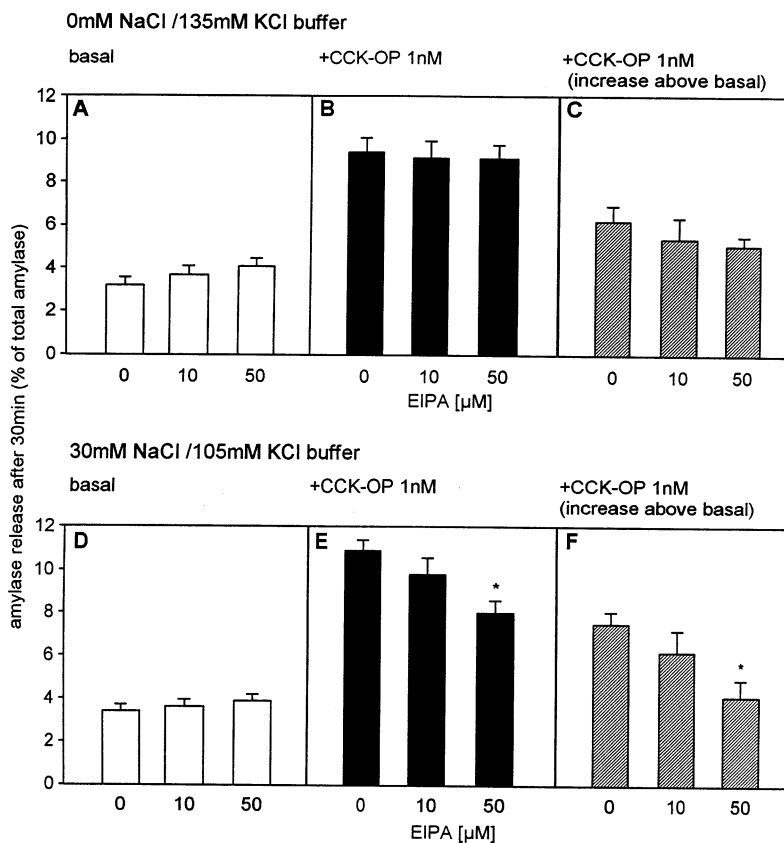 0mM NaCl /135mM KCl buffer
basal
+CCK-OP 1nM
+CCK-OP 1nM
(increase above basal)
12
10
8
6
4
2
0
A
B
C
0 10 50
0 10 50
0 10 50
EIPA [µM]
amylase release after 30min (% of total amylase)
30mM NaCl /105mM KCl buffer
basal
+CCK-OP 1nM
+CCK-OP 1nM
(increase above basal)
12
10
8
6
4
2
0
D
E
*
F
*
0 10 50
0 10 50
0 10 50
EIPA [µM]